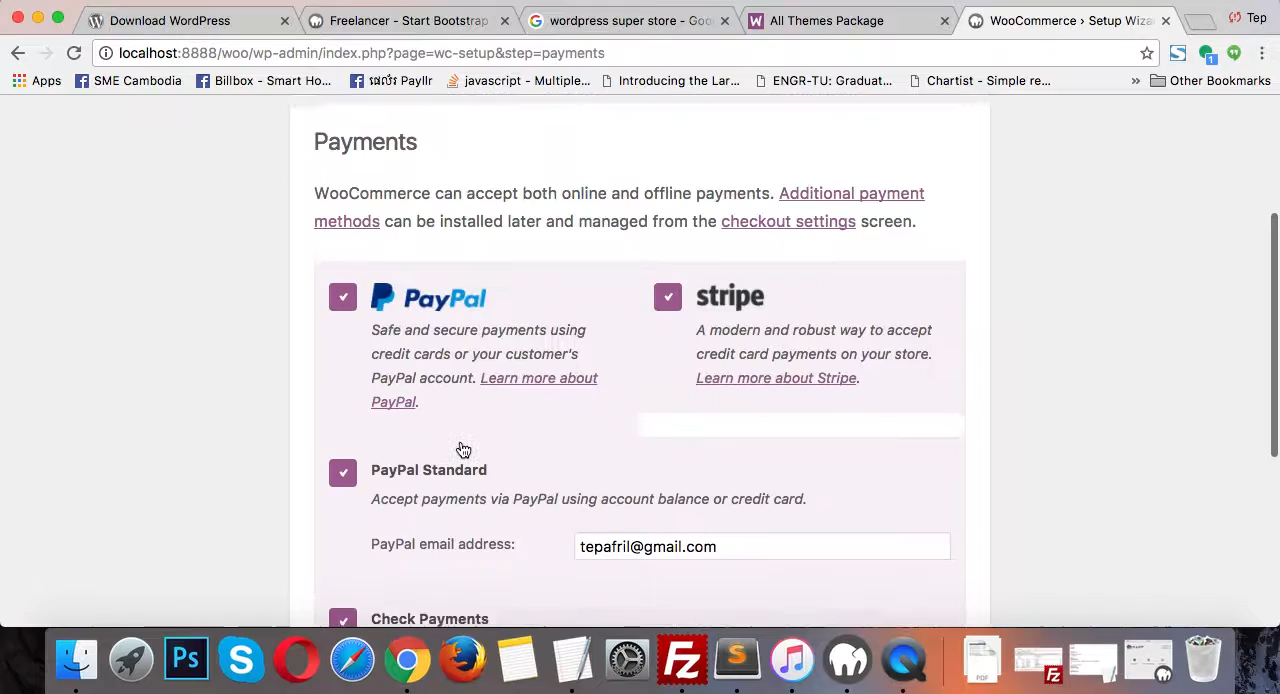 Download WordPress
Freelancer - Start Bootstrap
wordpress super store - Goo
All Themes Package
WooCommerce › Setup Wiza
Tep
localhost:8888/woo/wp-admin/index.php?page=wc-setup&step=payments
Apps
SME Cambodia
Billbox - Smart Ho...
javascript - Multiple...
Introducing the Lar...
ENGR-TU: Graduat...
Chartist - Simple re...
»
Other Bookmarks
Payments
WooCommerce can accept both online and offline payments. Additional payment
methods can be installed later and managed from the checkout settings screen.
PayPal
Safe and secure payments using
credit cards or your customer's
PayPal account. Learn more about
PayPal.
stripe
A modern and robust way to accept
credit card payments on your store.
Learn more about Stripe.
PayPal Standard
Accept payments via PayPal using account balance or credit card.
PayPal email address:
tepafril@gmail.com
Check Payments
Ps
S
Fz
S
PDF
Fz